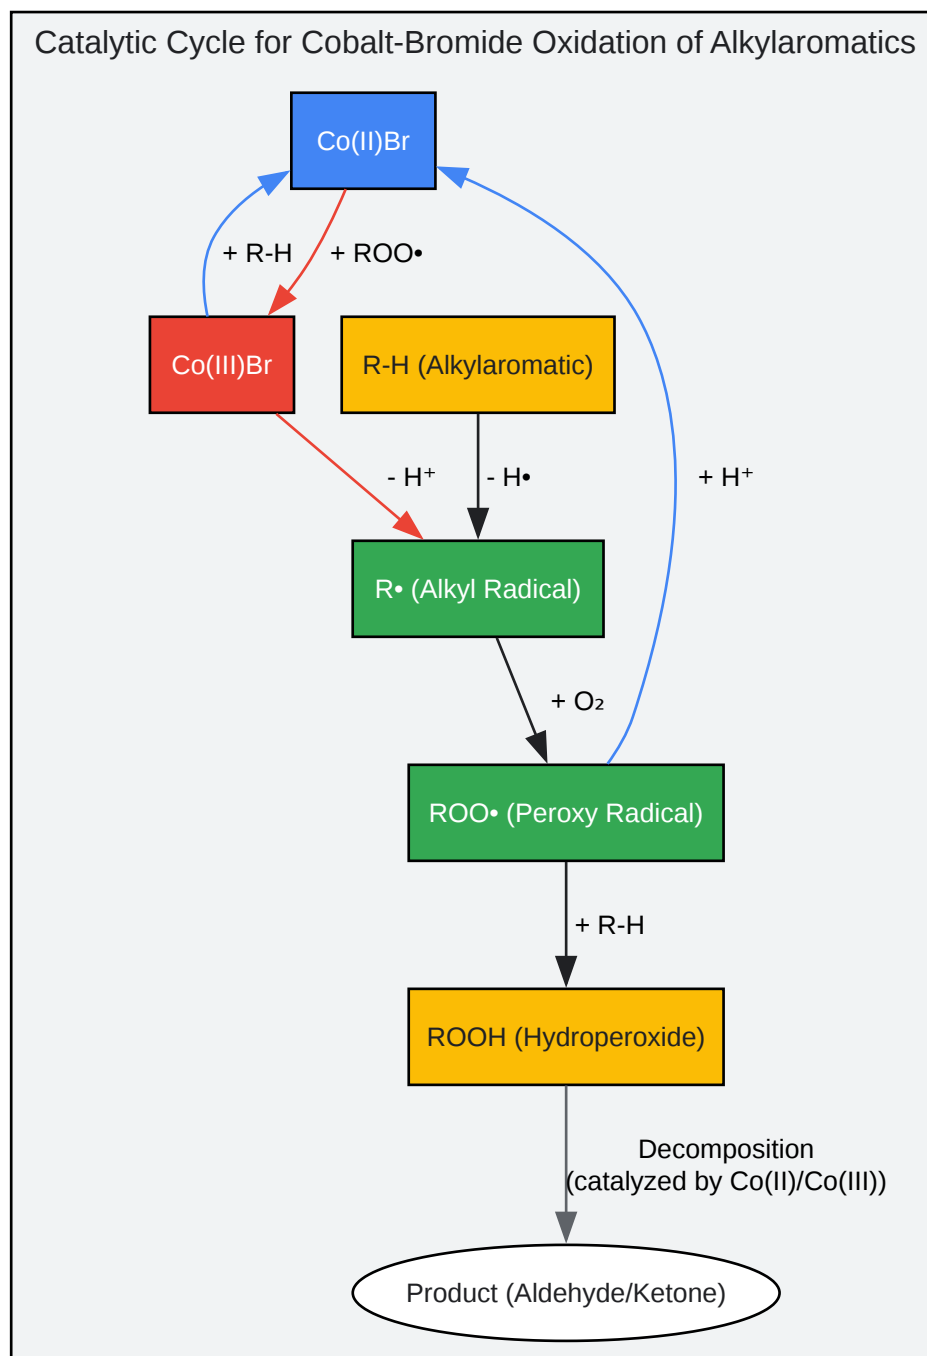 Catalytic Cycle for Cobalt-Bromide Oxidation of Alkylaromatics
Co(II)Br
+ R-H
+ ROO•
Co(III)Br
R-H (Alkylaromatic)
- H⁺
- H•
+ H⁺
R• (Alkyl Radical)
+ O₂
ROO• (Peroxy Radical)
+ R-H
ROOH (Hydroperoxide)
Decomposition
(catalyzed by Co(II)/Co(III))
Product (Aldehyde/Ketone)